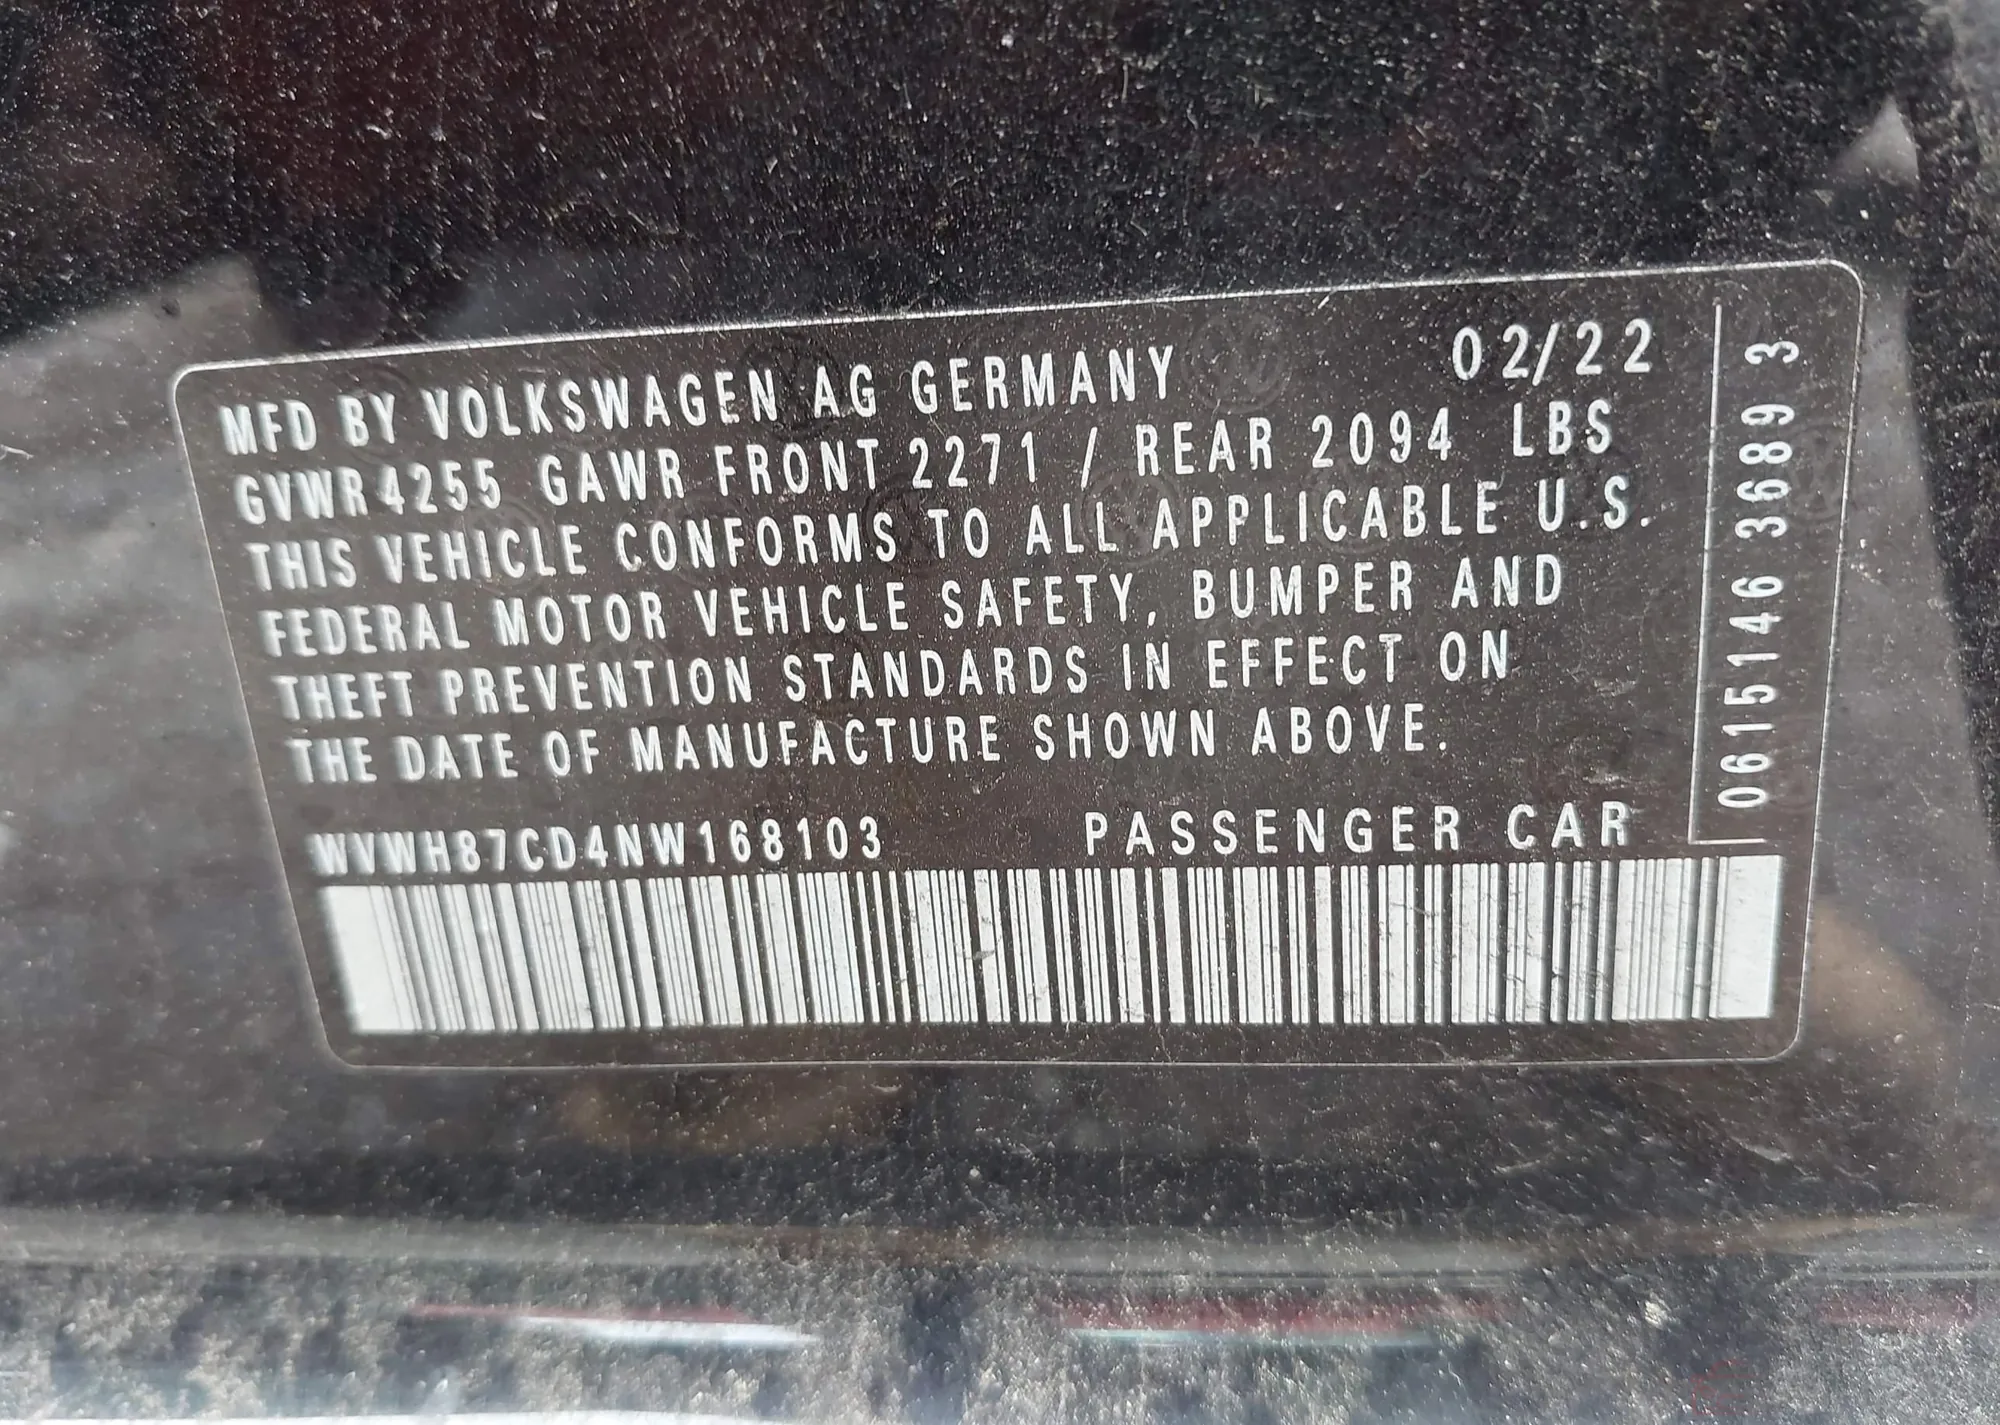 MFD BY VOLKSWAGEN AG GERMANY 02/22
GVWR4255 GAWR FRONT 2271 / REAR 2094 LBS
THIS VEHICLE CONFORMS TO ALL APPLICABLE U.S.
FEDERAL MOTOR VEHICLE SAFETY, BUMPER AND
THEFT PREVENTION STANDARDS IN EFFECT ON
THE DATE OF MANUFACTURE SHOWN ABOVE.
WVWH87CD4NW168103 PASSENGER CAR
0615146 3689 3